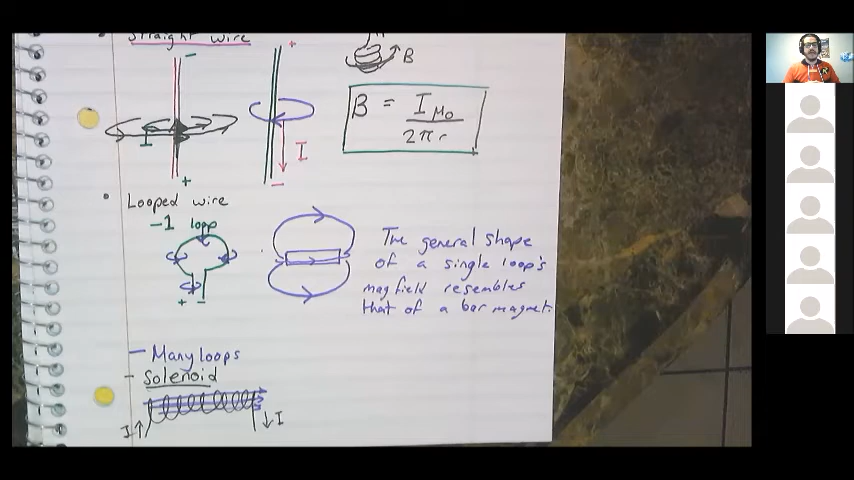 Straight wire
B
B = I μ₀
2πr
I
I
- +
+ -
• Looped wire
-1 loop
+ -
The general shape
of a single loop's
mag field resembles
that of a bar magnet.
- Many loops
- Solenoid
I ↑ ↓ I